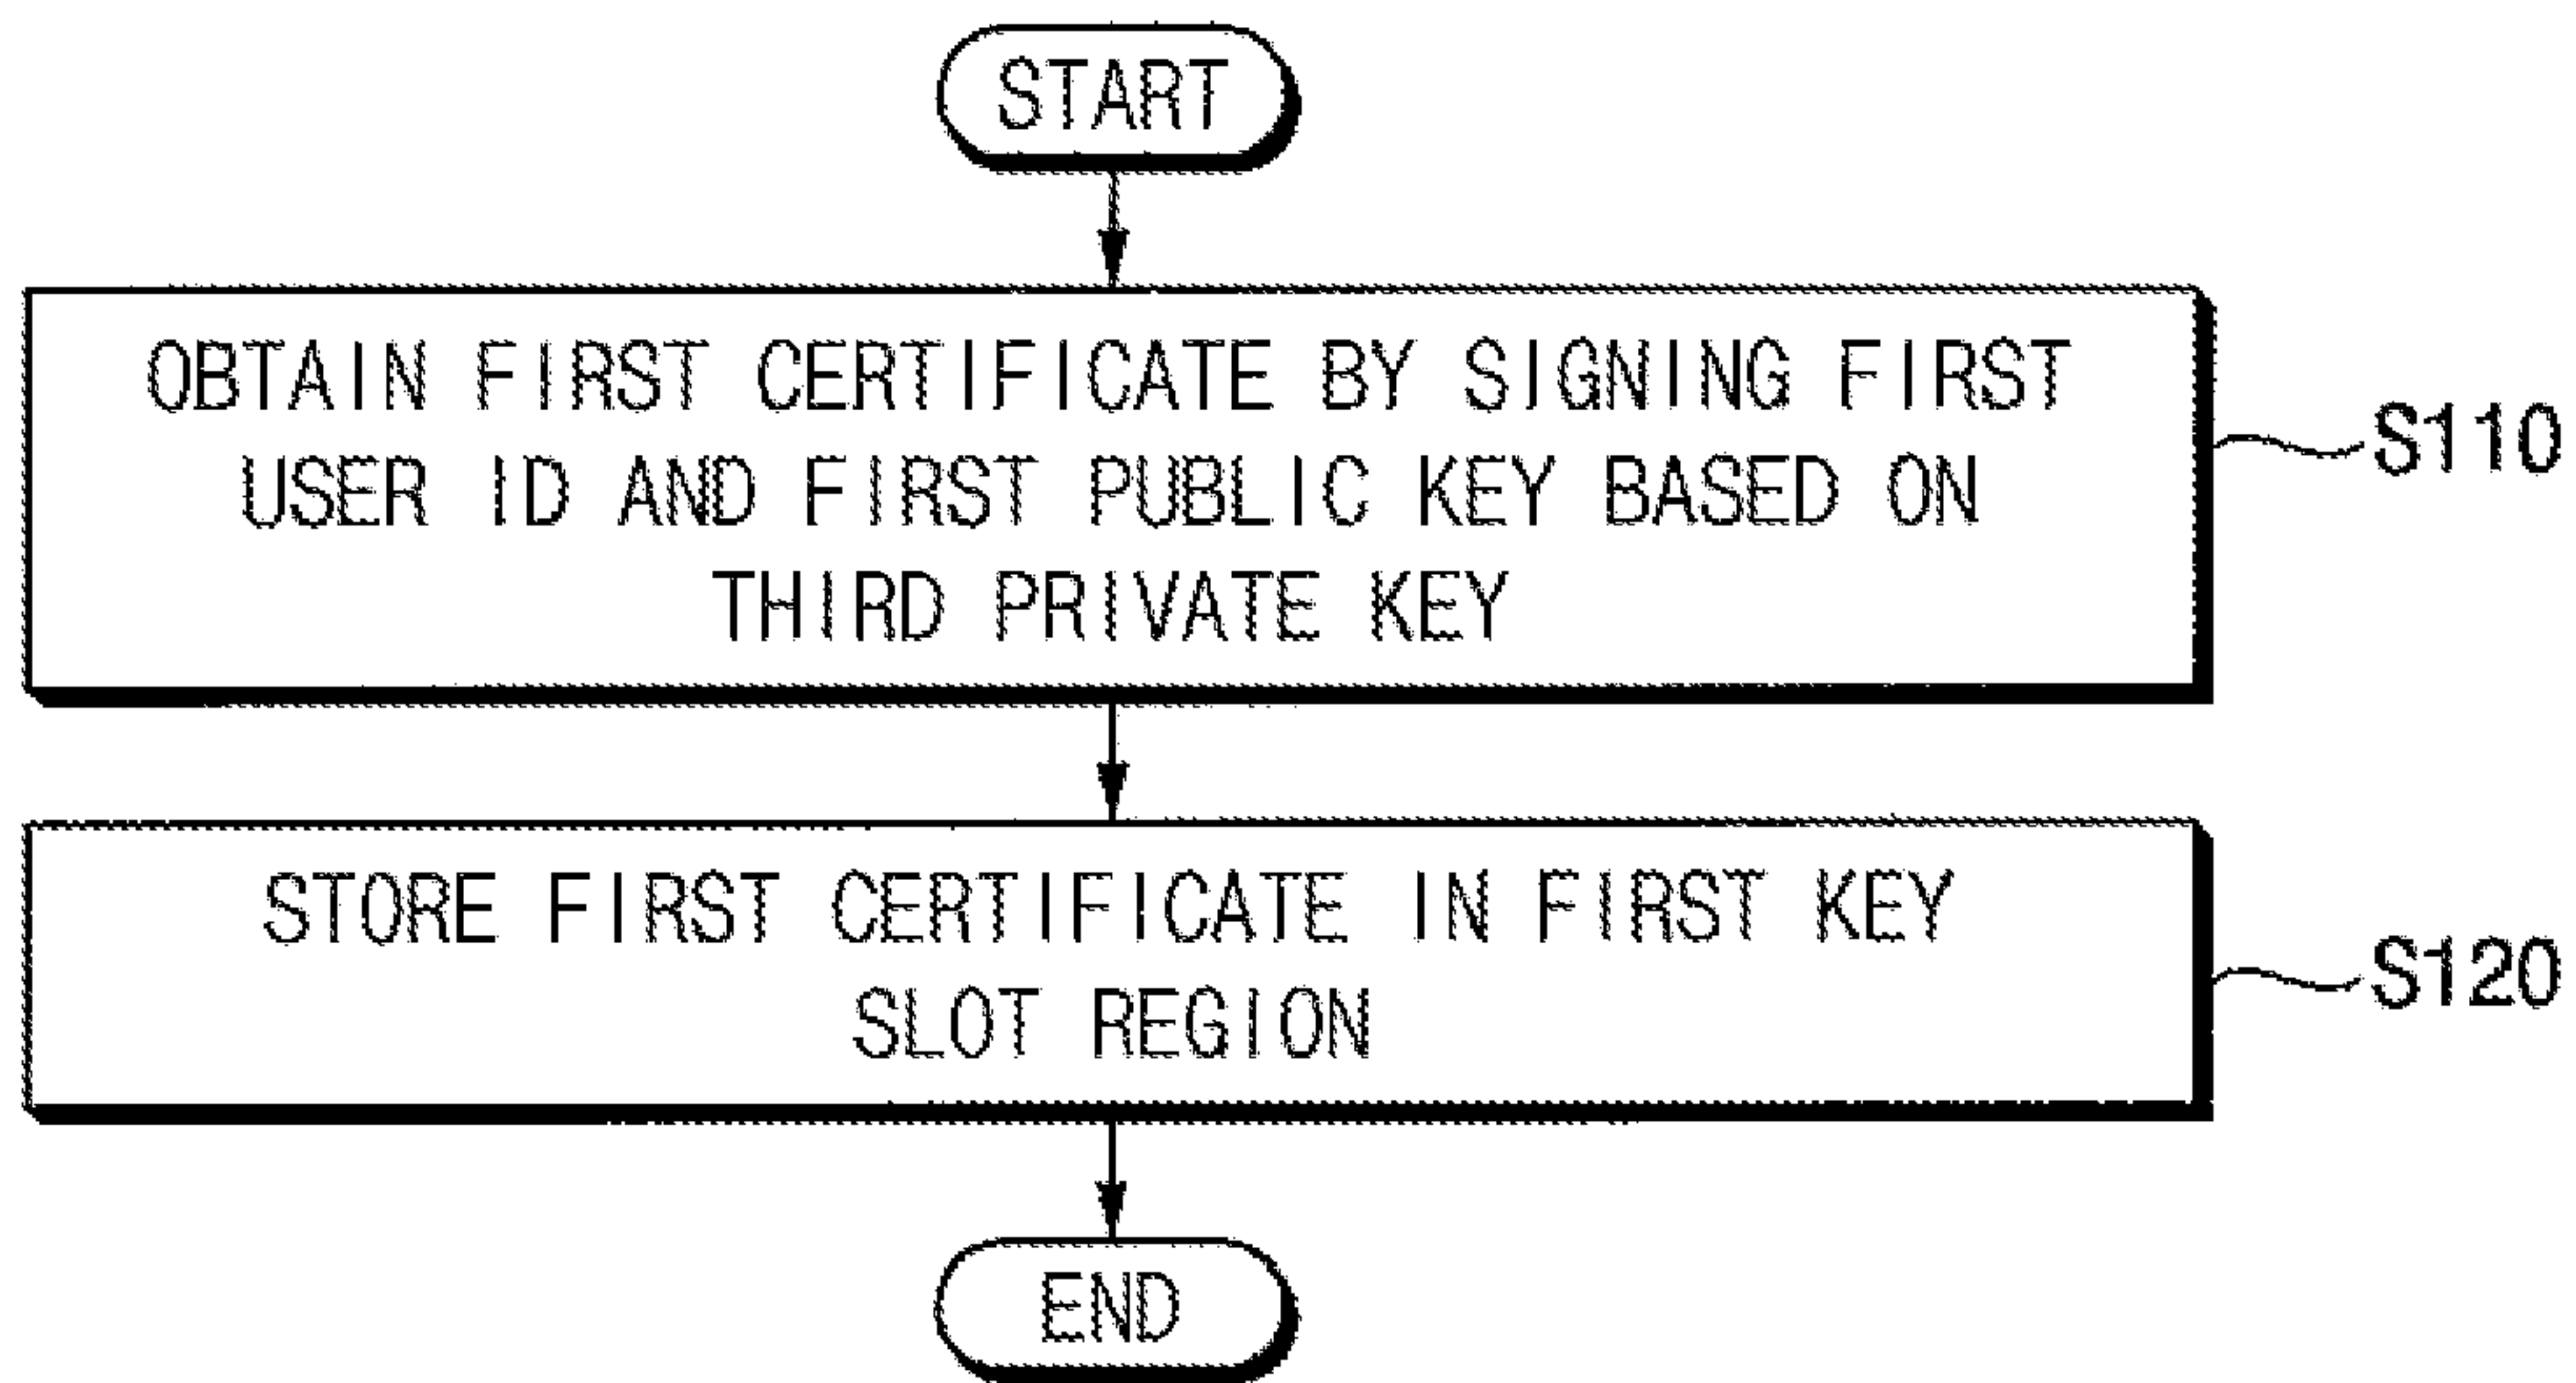 START
OBTAIN FIRST CERTIFICATE BY SIGNING FIRST
USER ID AND FIRST PUBLIC KEY BASED ON
THIRD PRIVATE KEY
S110
STORE FIRST CERTIFICATE IN FIRST KEY
SLOT REGION
S120
END